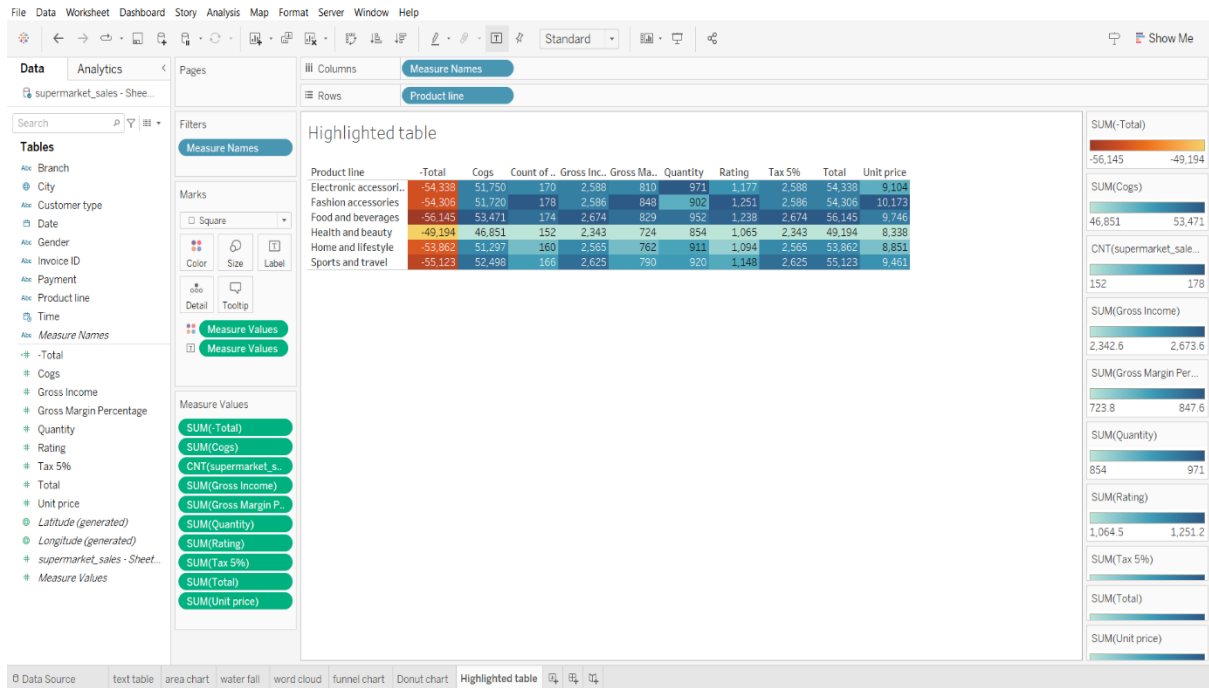 File Data Worksheet Dashboard Story Analysis Map Format Server Window Help
Standard
Show Me
Data Analytics
supermarket_sales - Shee...
Search
Tables
Abc Branch
City
Abc Customer type
Date
Abc Gender
Abc Invoice ID
Abc Payment
Abc Product line
Time
Abc Measure Names
=# -Total
# Cogs
# Gross Income
# Gross Margin Percentage
# Quantity
# Rating
# Tax 5%
# Total
# Unit price
Latitude (generated)
Longitude (generated)
# supermarket_sales - Sheet...
# Measure Values
Pages
Filters
Measure Names
Marks
Square
Color Size Label
Detail Tooltip
Measure Values
Measure Values
Measure Values
SUM(-Total)
SUM(Cogs)
CNT(supermarket_s..
SUM(Gross Income)
SUM(Gross Margin P..
SUM(Quantity)
SUM(Rating)
SUM(Tax 5%)
SUM(Total)
SUM(Unit price)
Columns Measure Names
Rows Product line
Highlighted table
Product line -Total Cogs Count of .. Gross Inc.. Gross Ma.. Quantity Rating Tax 5% Total Unit price
Electronic accessori.. -54,338 51,750 170 2,588 810 971 1,177 2,588 54,338 9,104
Fashion accessories -54,306 51,720 178 2,586 848 902 1,251 2,586 54,306 10,173
Food and beverages -56,145 53,471 174 2,674 829 952 1,238 2,674 56,145 9,746
Health and beauty -49,194 46,851 152 2,343 724 854 1,065 2,343 49,194 8,338
Home and lifestyle -53,862 51,297 160 2,565 762 911 1,094 2,565 53,862 8,851
Sports and travel -55,123 52,498 166 2,625 790 920 1,148 2,625 55,123 9,461
SUM(-Total)
-56,145 -49,194
SUM(Cogs)
46,851 53,471
CNT(supermarket_sale...
152 178
SUM(Gross Income)
2,342.6 2,673.6
SUM(Gross Margin Per...
723.8 847.6
SUM(Quantity)
854 971
SUM(Rating)
1,064.5 1,251.2
SUM(Tax 5%)
SUM(Total)
SUM(Unit price)
Data Source text table area chart water fall word cloud funnel chart Donut chart Highlighted table